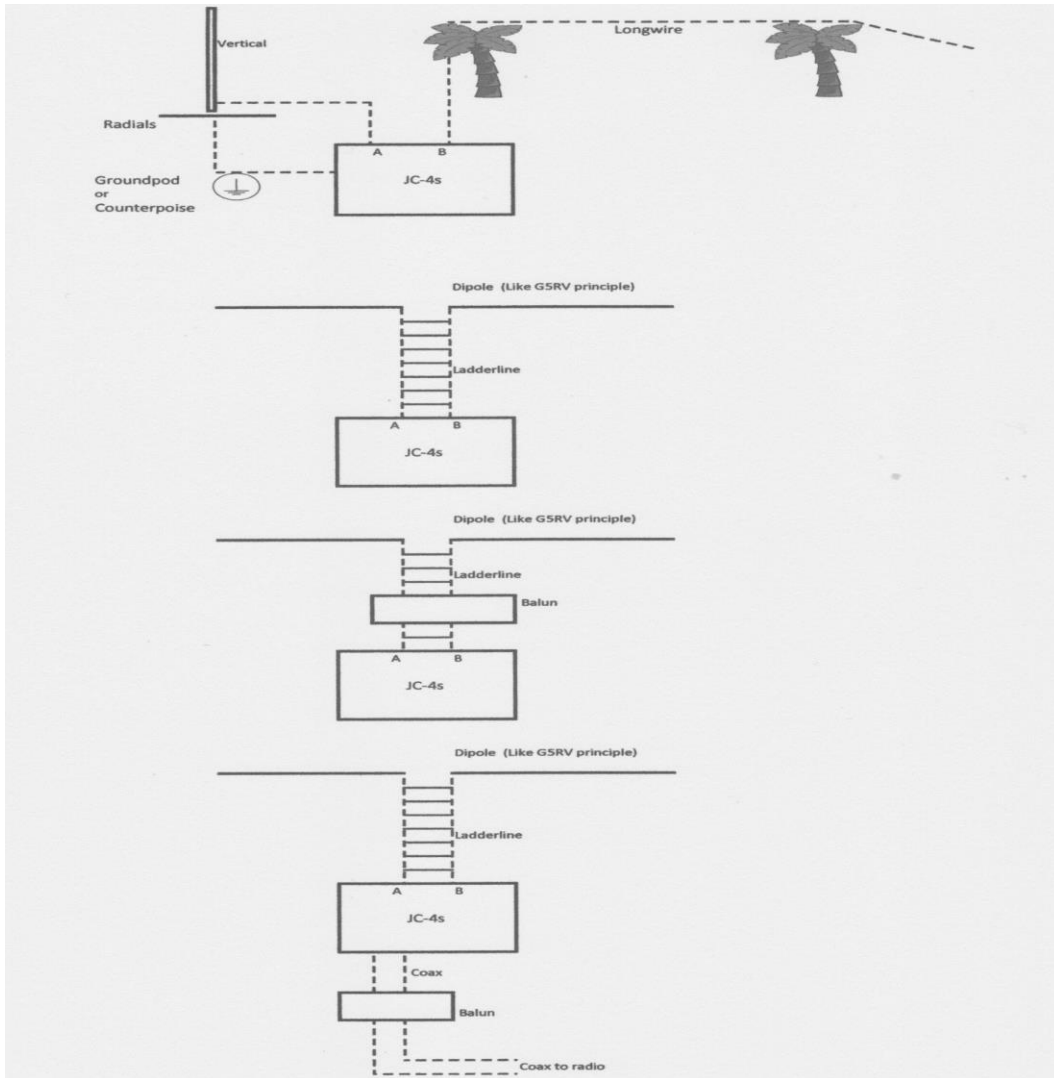 Longwire
Vertical
Radials
A B
JC-4s
Groundpod
or
Counterpoise
Dipole (Like G5RV principle)
Ladderline
A B
JC-4s
Dipole (Like G5RV principle)
Ladderline
Balun
A B
JC-4s
Dipole (Like G5RV principle)
Ladderline
A B
JC-4s
Coax
Balun
Coax to radio